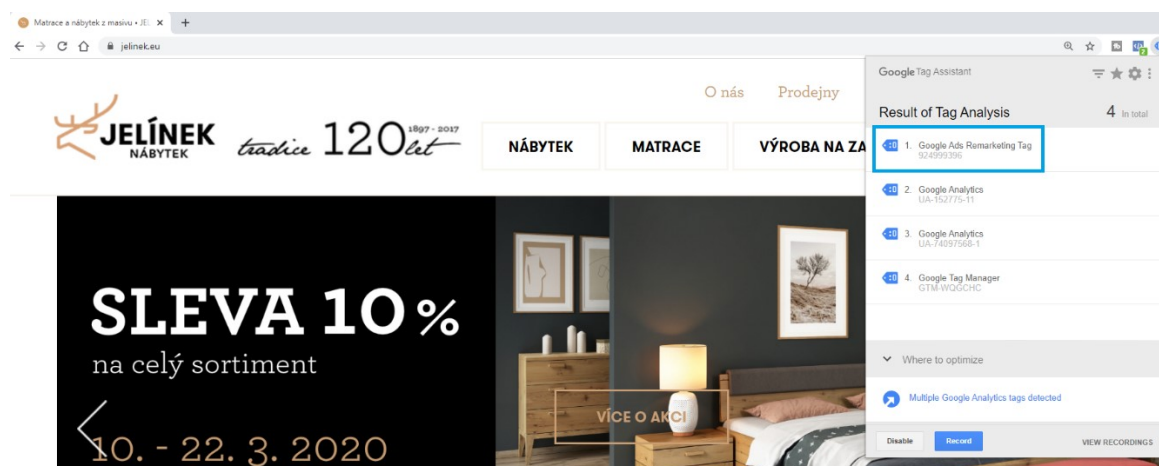 Matrace a nábytek z masivu • JEL
jelinek.eu
O nás
Prodejny
JELÍNEK
NÁBYTEK
tradice 120 let
1897 - 2017
NÁBYTEK
MATRACE
VÝROBA NA ZA
SLEVA 10 %
na celý sortiment
10. - 22. 3. 2020
VÍCE O AKCI
Google Tag Assistant
Result of Tag Analysis
4 In total
1. Google Ads Remarketing Tag
924999396
2. Google Analytics
UA-152775-11
3. Google Analytics
UA-74097568-1
4. Google Tag Manager
GTM-WQGCHC
Where to optimize
Multiple Google Analytics tags detected
Disable
Record
VIEW RECORDINGS